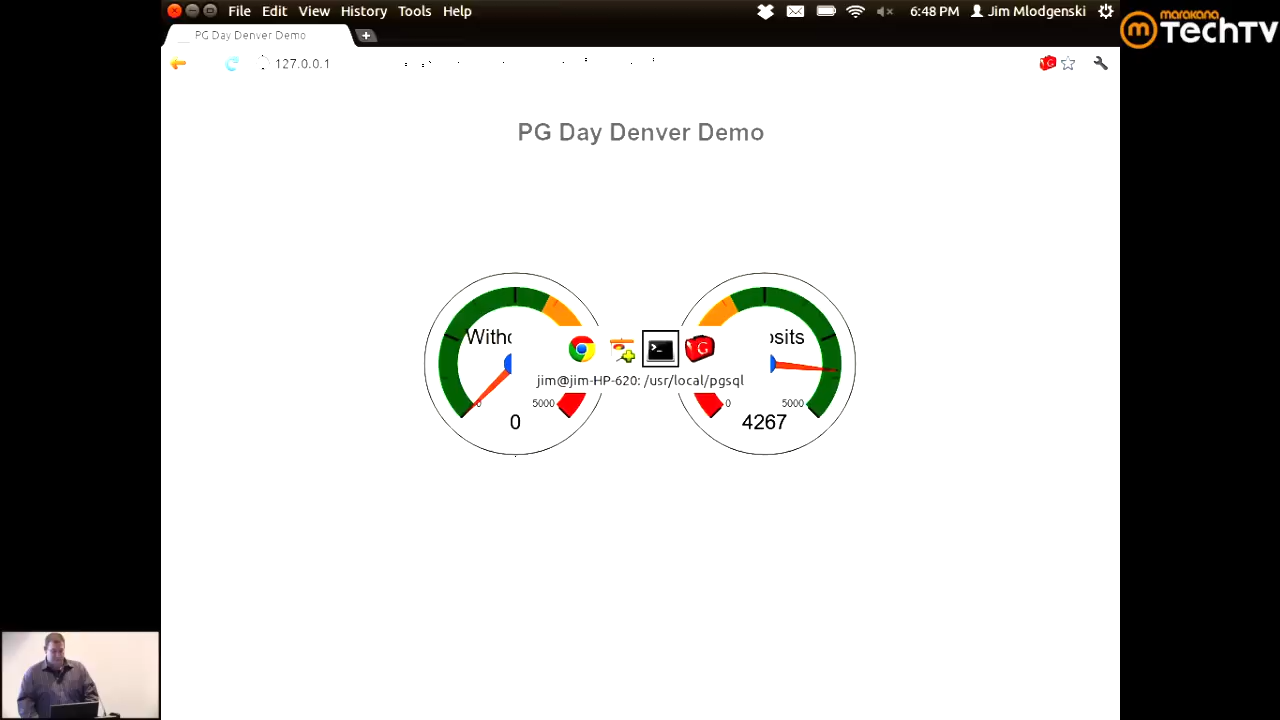 File Edit View History Tools Help
6:48 PM Jim Mlodgenski
marakana
TechTV
PG Day Denver Demo
127.0.0.1
PG Day Denver Demo
Witho
osits
jim@jim-HP-620: /usr/local/pgsql
0 5000
0 5000
0
4267